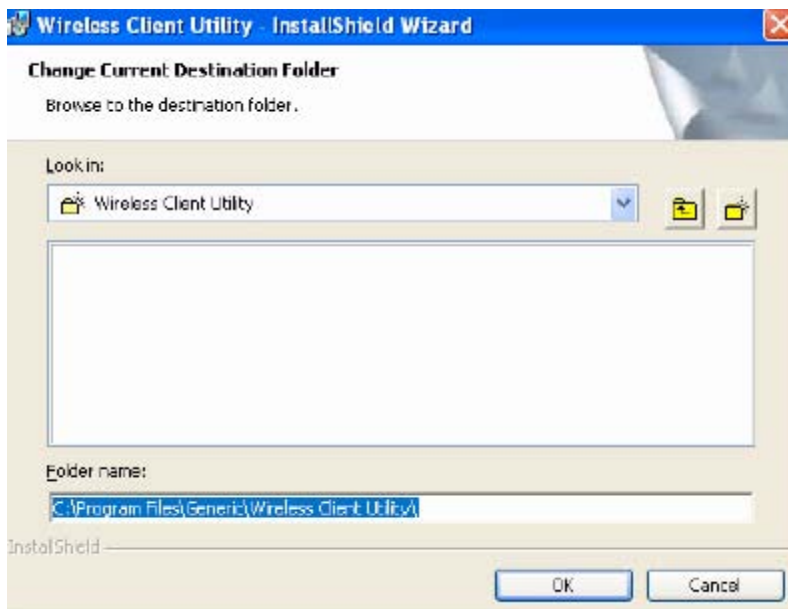 Wireless Client Utility - InstallShield Wizard
Change Current Destination Folder
Browse to the destination folder.
Look in:
Wireless Client Utility
Folder name:
C:\Program Files\Generic\Wireless Client Utility\
InstallShield
OK
Cancel